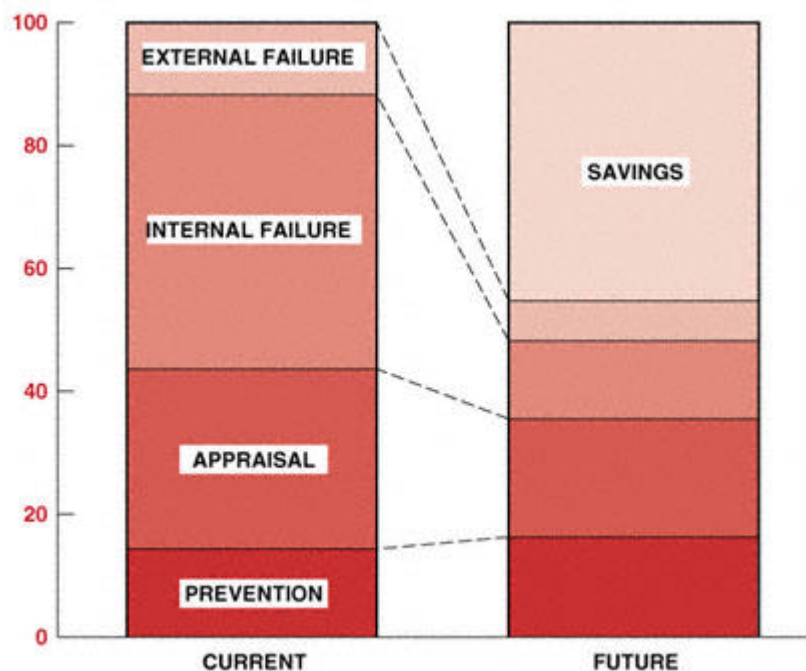 100
EXTERNAL FAILURE
80
SAVINGS
INTERNAL FAILURE
60
40
APPRAISAL
20
PREVENTION
0
CURRENT
FUTURE